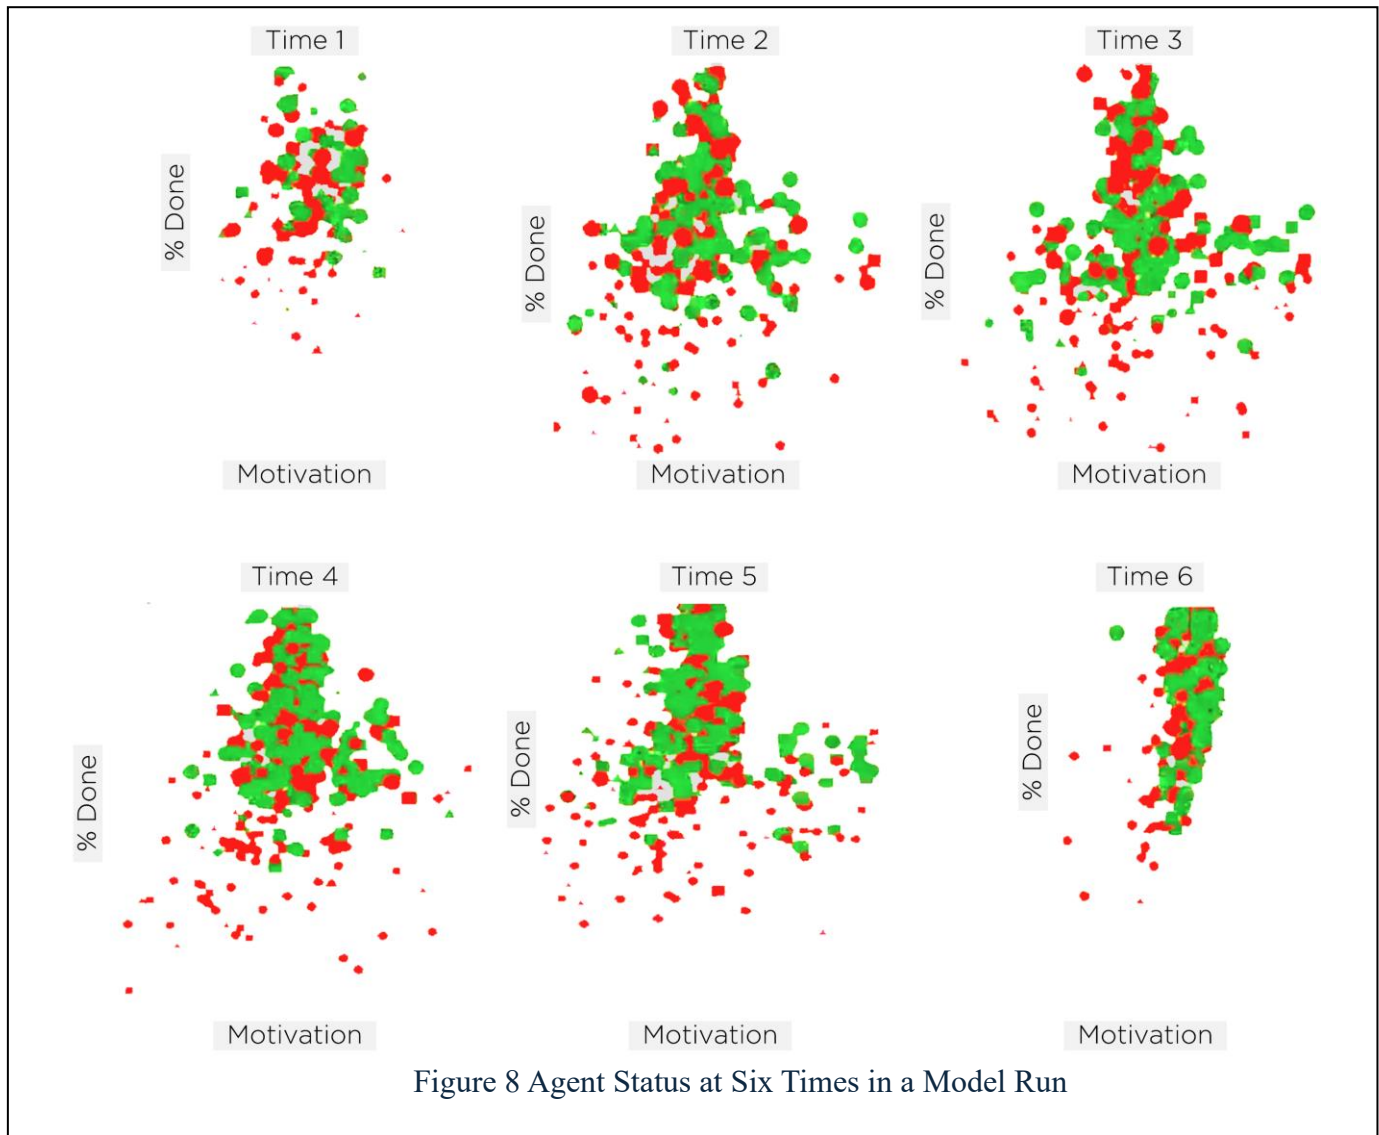 Time 1
Time 2
Time 3
% Done
% Done
% Done
Motivation
Motivation
Motivation
Time 4
Time 5
Time 6
% Done
% Done
% Done
Motivation
Motivation
Motivation
Figure 8 Agent Status at Six Times in a Model Run